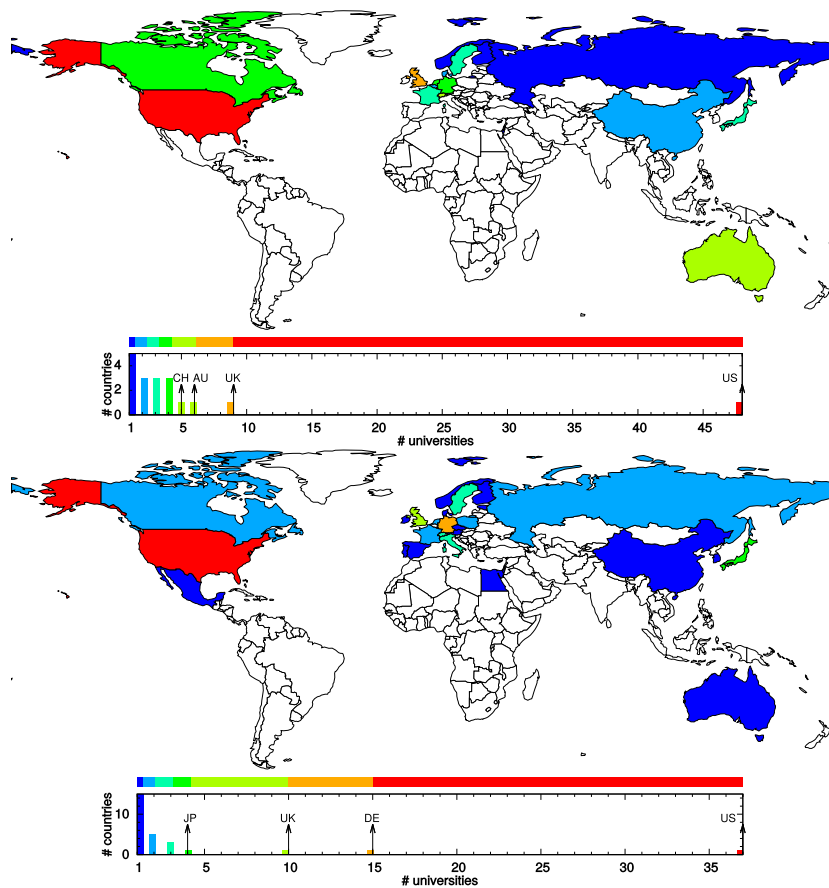 # countries
4
2
0
CH AU UK US
1 5 10 15 20 25 30 35 40 45
# universities
# countries
10
0
JP UK DE US
1 5 10 15 20 25 30 35
# universities